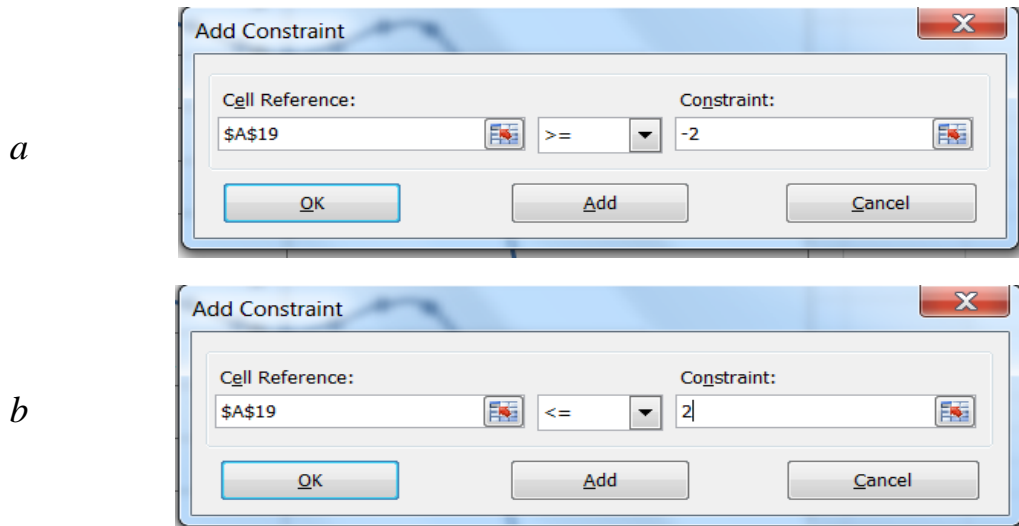 a
Add Constraint
Cell Reference: Constraint:
$A$19 >= -2
OK Add Cancel
b
Add Constraint
Cell Reference: Constraint:
$A$19 <= 2
OK Add Cancel